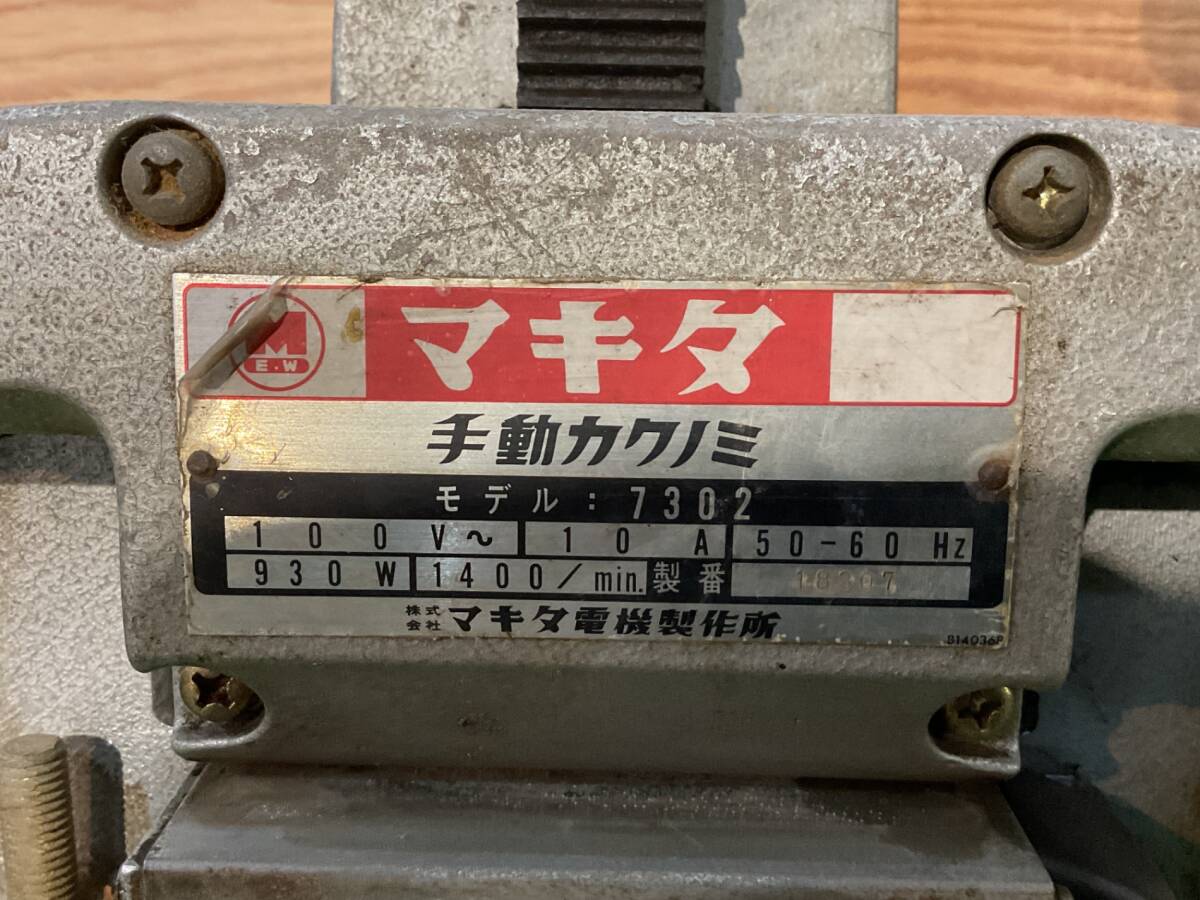 M
E・W
マキタ
手動カクノミ
モデル:7302
100V~ 10A 50-60Hz
930W 1400/min. 製番
株式会社 マキタ電機製作所